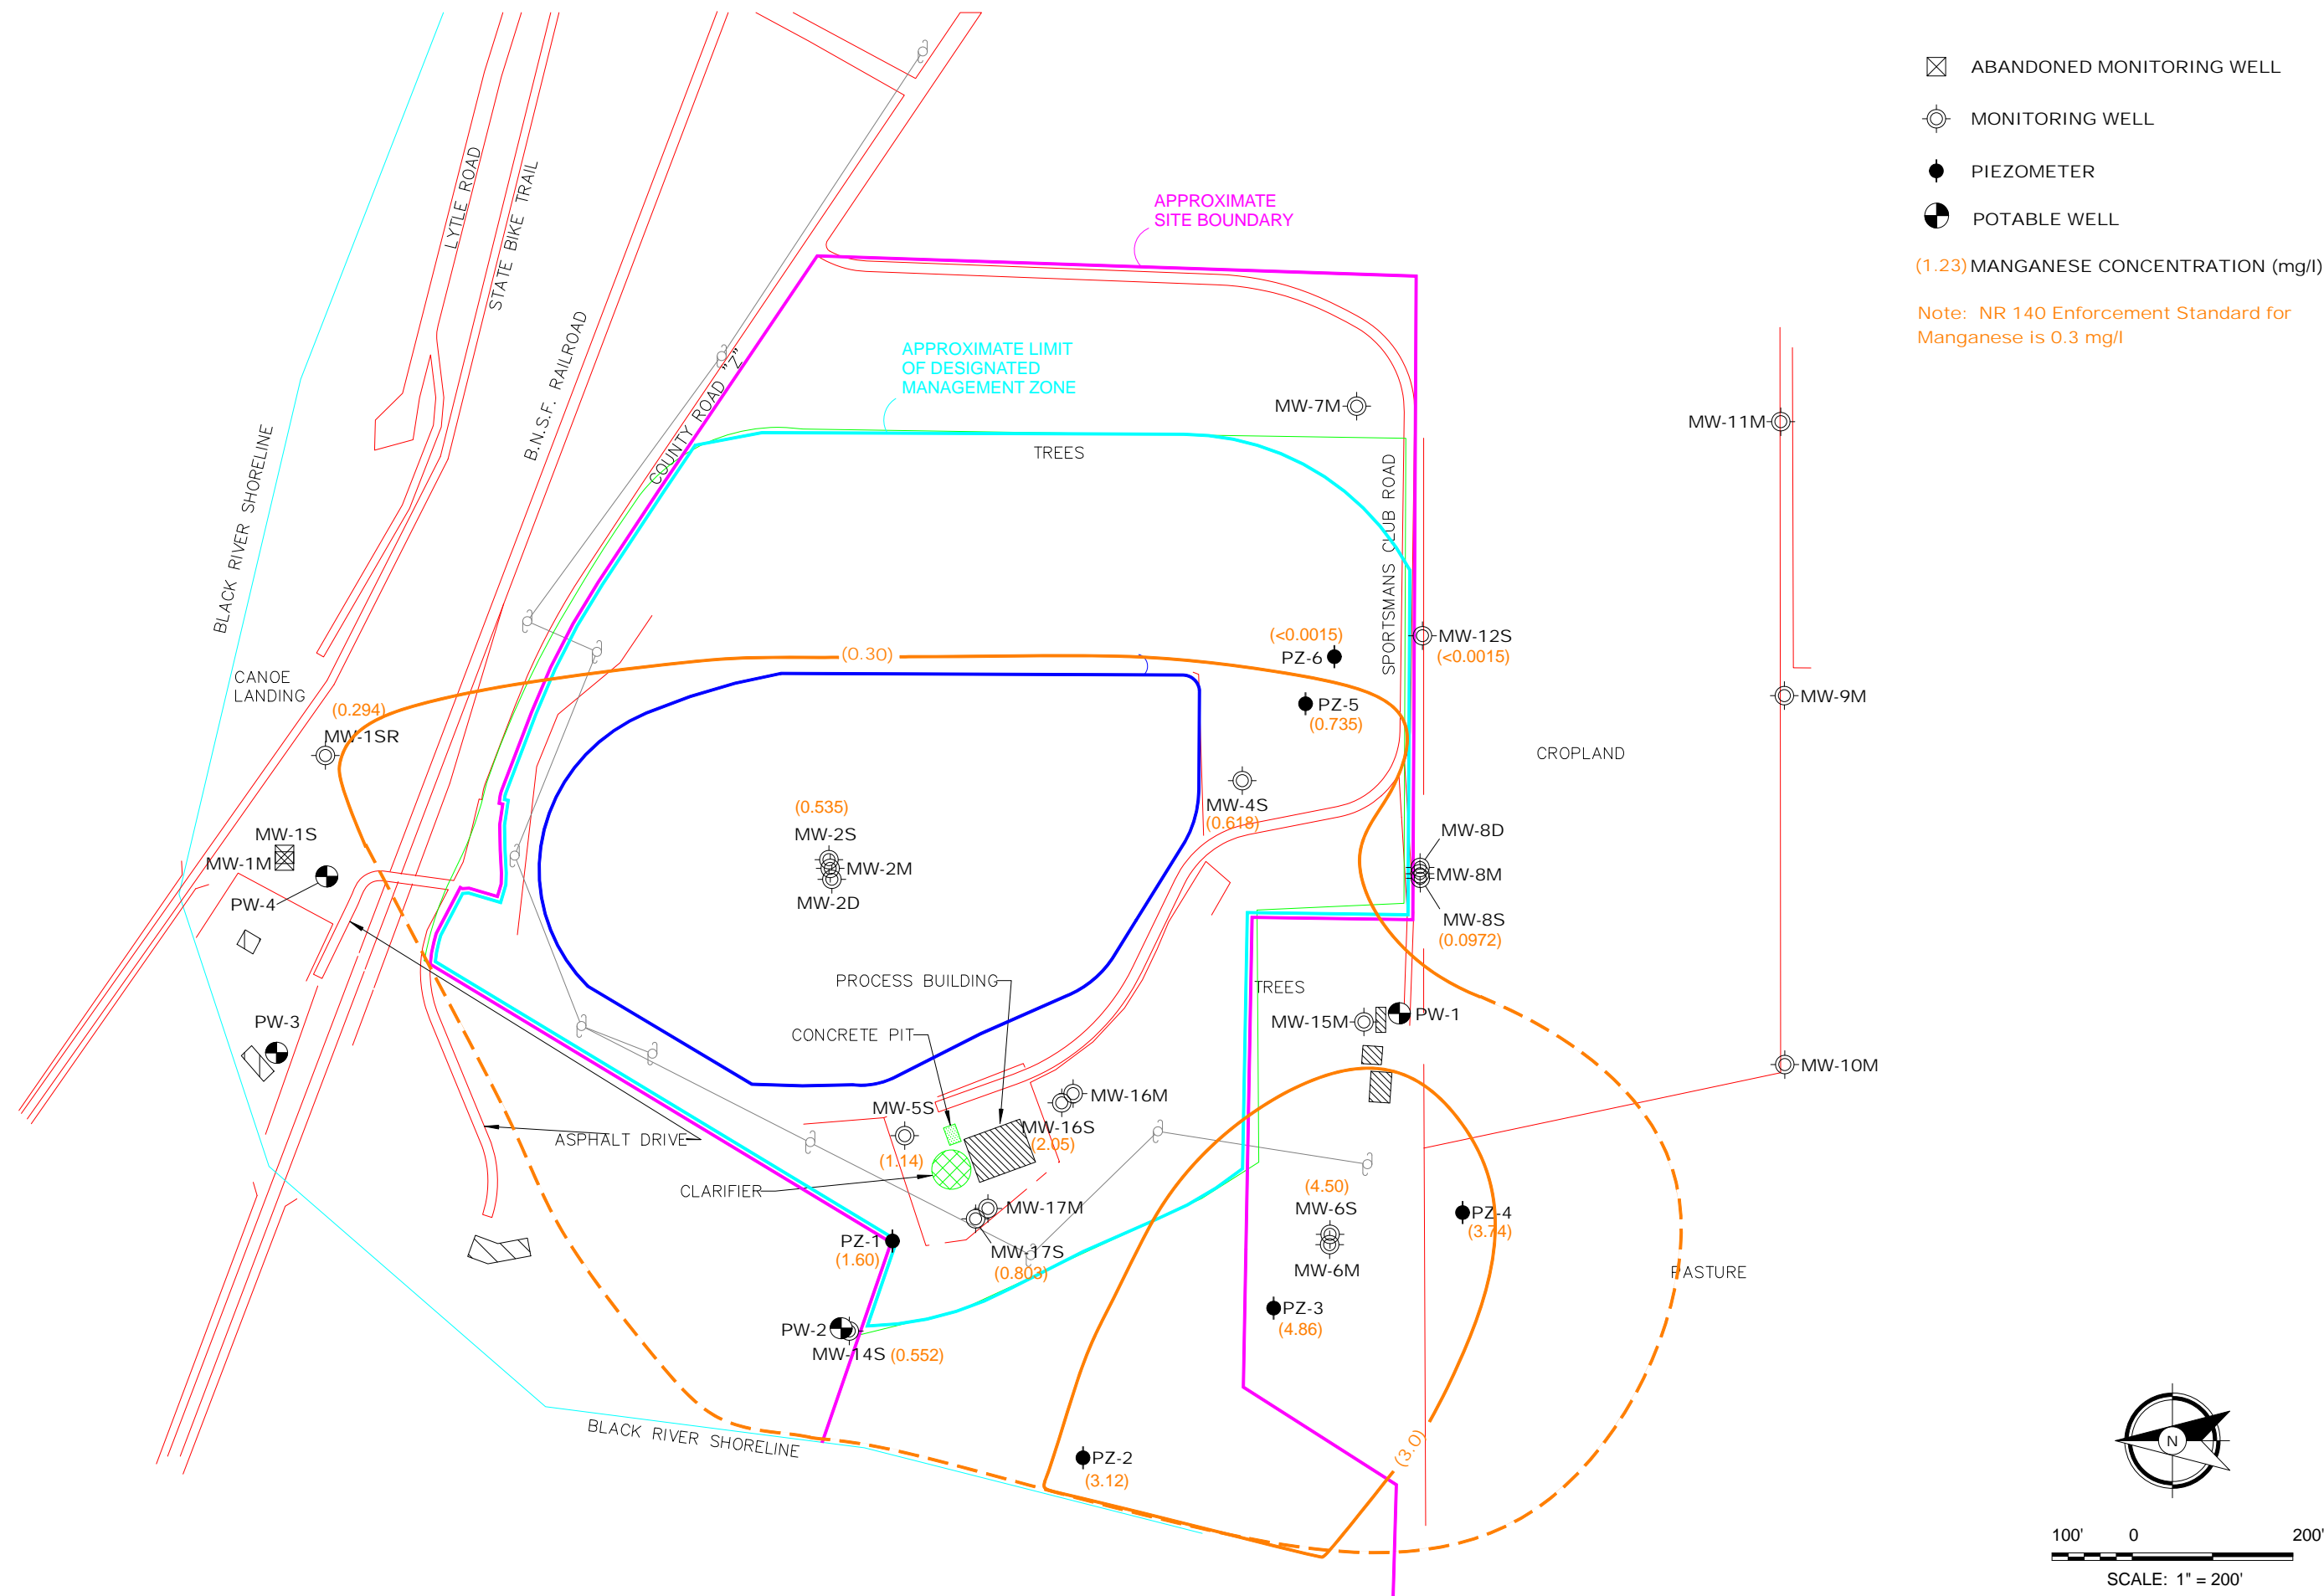 ABANDONED MONITORING WELL
MONITORING WELL
PIEZOMETER
POTABLE WELL
(1.23) MANGANESE CONCENTRATION (mg/l)
Note: NR 140 Enforcement Standard for
Manganese is 0.3 mg/l
APPROXIMATE
SITE BOUNDARY
APPROXIMATE LIMIT
OF DESIGNATED
MANAGEMENT ZONE
LYTLE ROAD
STATE BIKE TRAIL
B.N.S.F. RAILROAD
COUNTY ROAD "Z"
BLACK RIVER SHORELINE
TREES
SPORTSMANS CLUB ROAD
MW-7M
MW-11M
(<0.0015)
PZ-6
MW-12S
(<0.0015)
(0.30)
CANOE
LANDING
(0.294)
MW-1SR
PZ-5
(0.735)
MW-9M
CROPLAND
MW-4S
(0.618)
(0.535)
MW-2S
MW-2M
MW-2D
MW-1S
MW-1M
PW-4
MW-8D
MW-8M
MW-8S
(0.0972)
PROCESS BUILDING
TREES
CONCRETE PIT
MW-15M
PW-1
PW-3
MW-10M
MW-5S
(1.14)
MW-16M
MW-16S
(2.05)
ASPHALT DRIVE
CLARIFIER
MW-17M
MW-17S
(0.803)
PZ-1
(1.60)
(4.50)
MW-6S
MW-6M
PZ-4
(3.74)
PASTURE
PZ-3
(4.86)
PW-2
MW-14S (0.552)
BLACK RIVER SHORELINE
PZ-2
(3.12)
(3.0)
N
100' 0 200'
SCALE: 1" = 200'